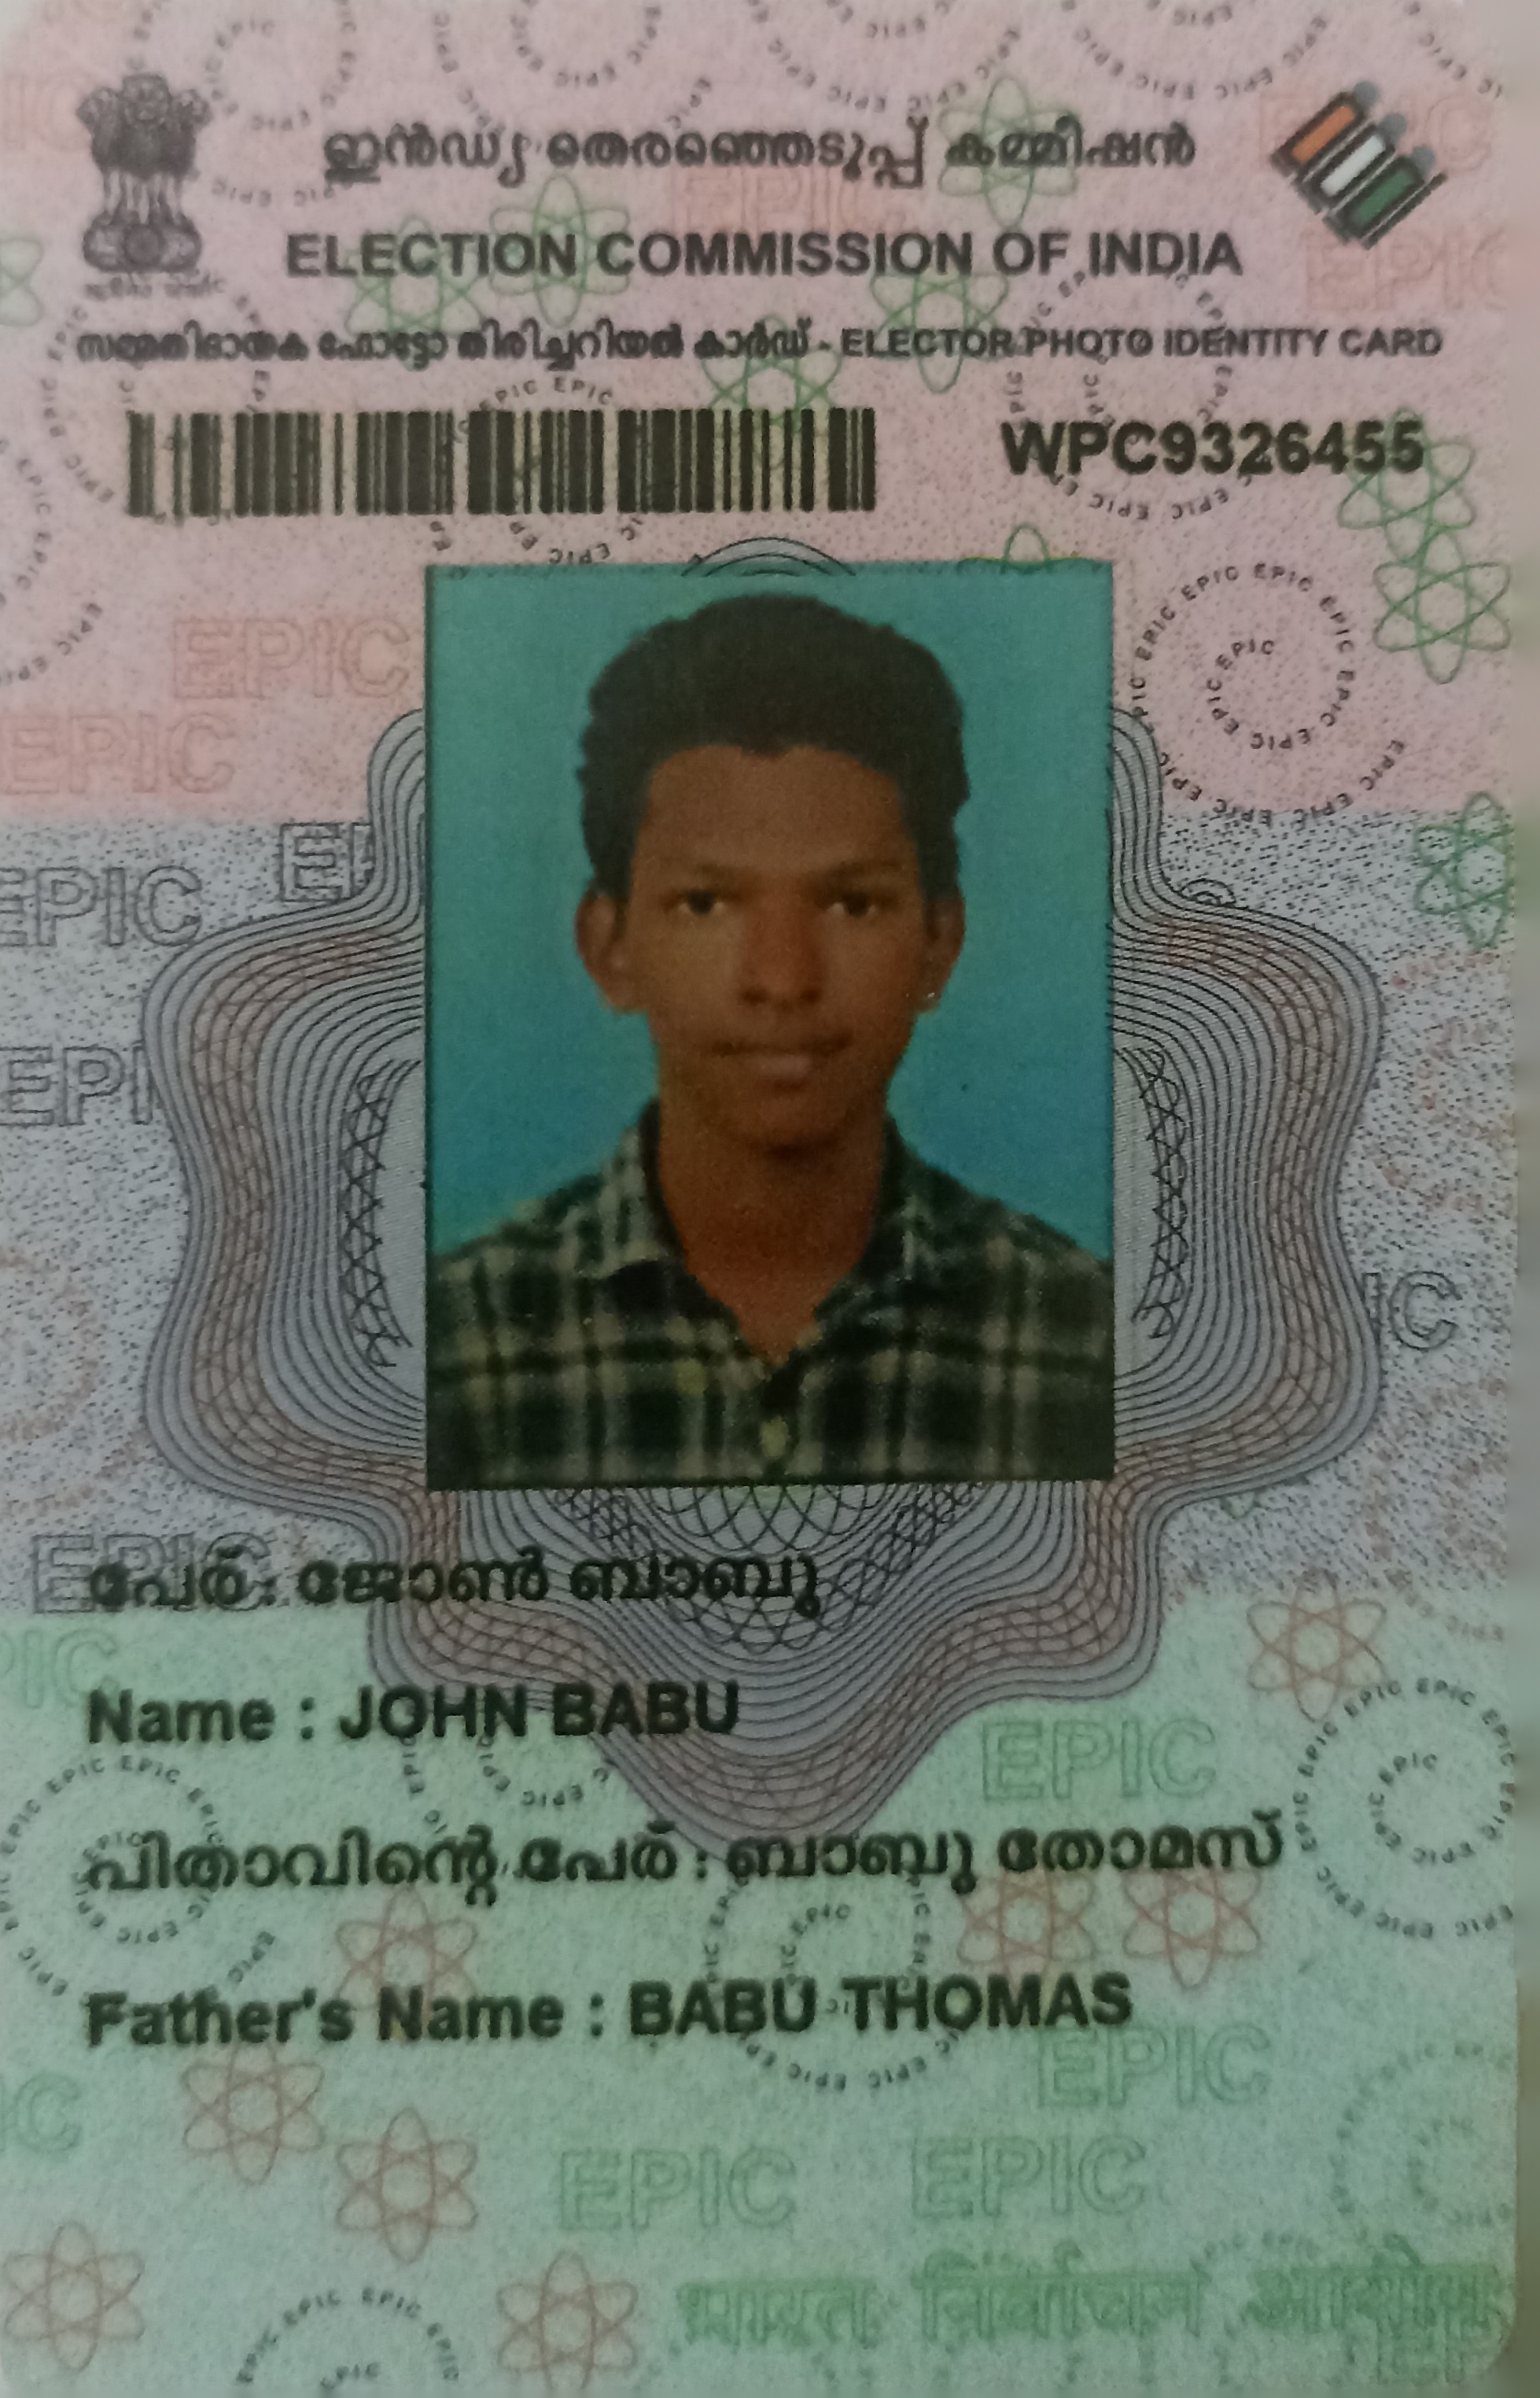 ഇൻഡ്യ തെരഞ്ഞെടുപ്പ് കമ്മീഷൻ
ELECTION COMMISSION OF INDIA
സമ്മതിദായക ഫോട്ടോ തിരിച്ചറിയൽ കാർഡ് - ELECTOR PHOTO IDENTITY CARD
WPC9326455
പേര് : ജോൺ ബാബു
Name : JOHN BABU
പിതാവിന്റെ പേര് : ബാബു തോമസ്
Father's Name : BABU THOMAS
भारत निर्वाचन आयोग